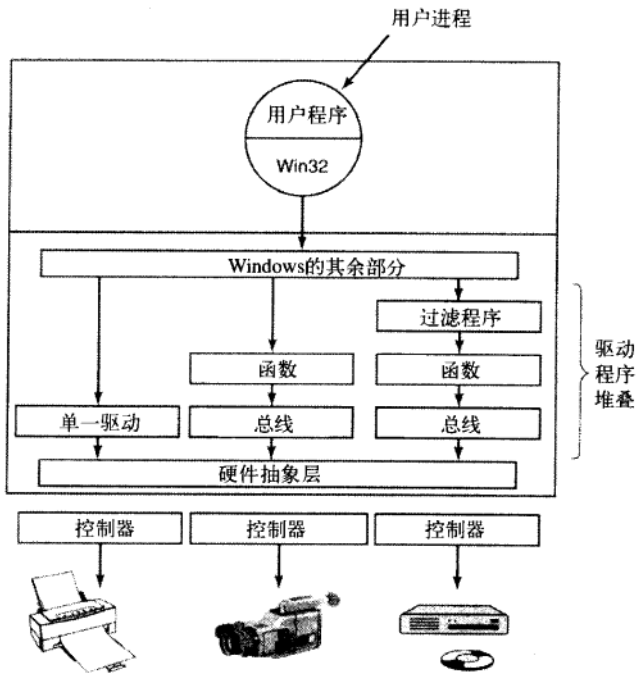 用户进程
用户程序
Win32
Windows的其余部分
过滤程序
函数
函数
驱动
程序
堆叠
单一驱动
总线
总线
硬件抽象层
控制器
控制器
控制器